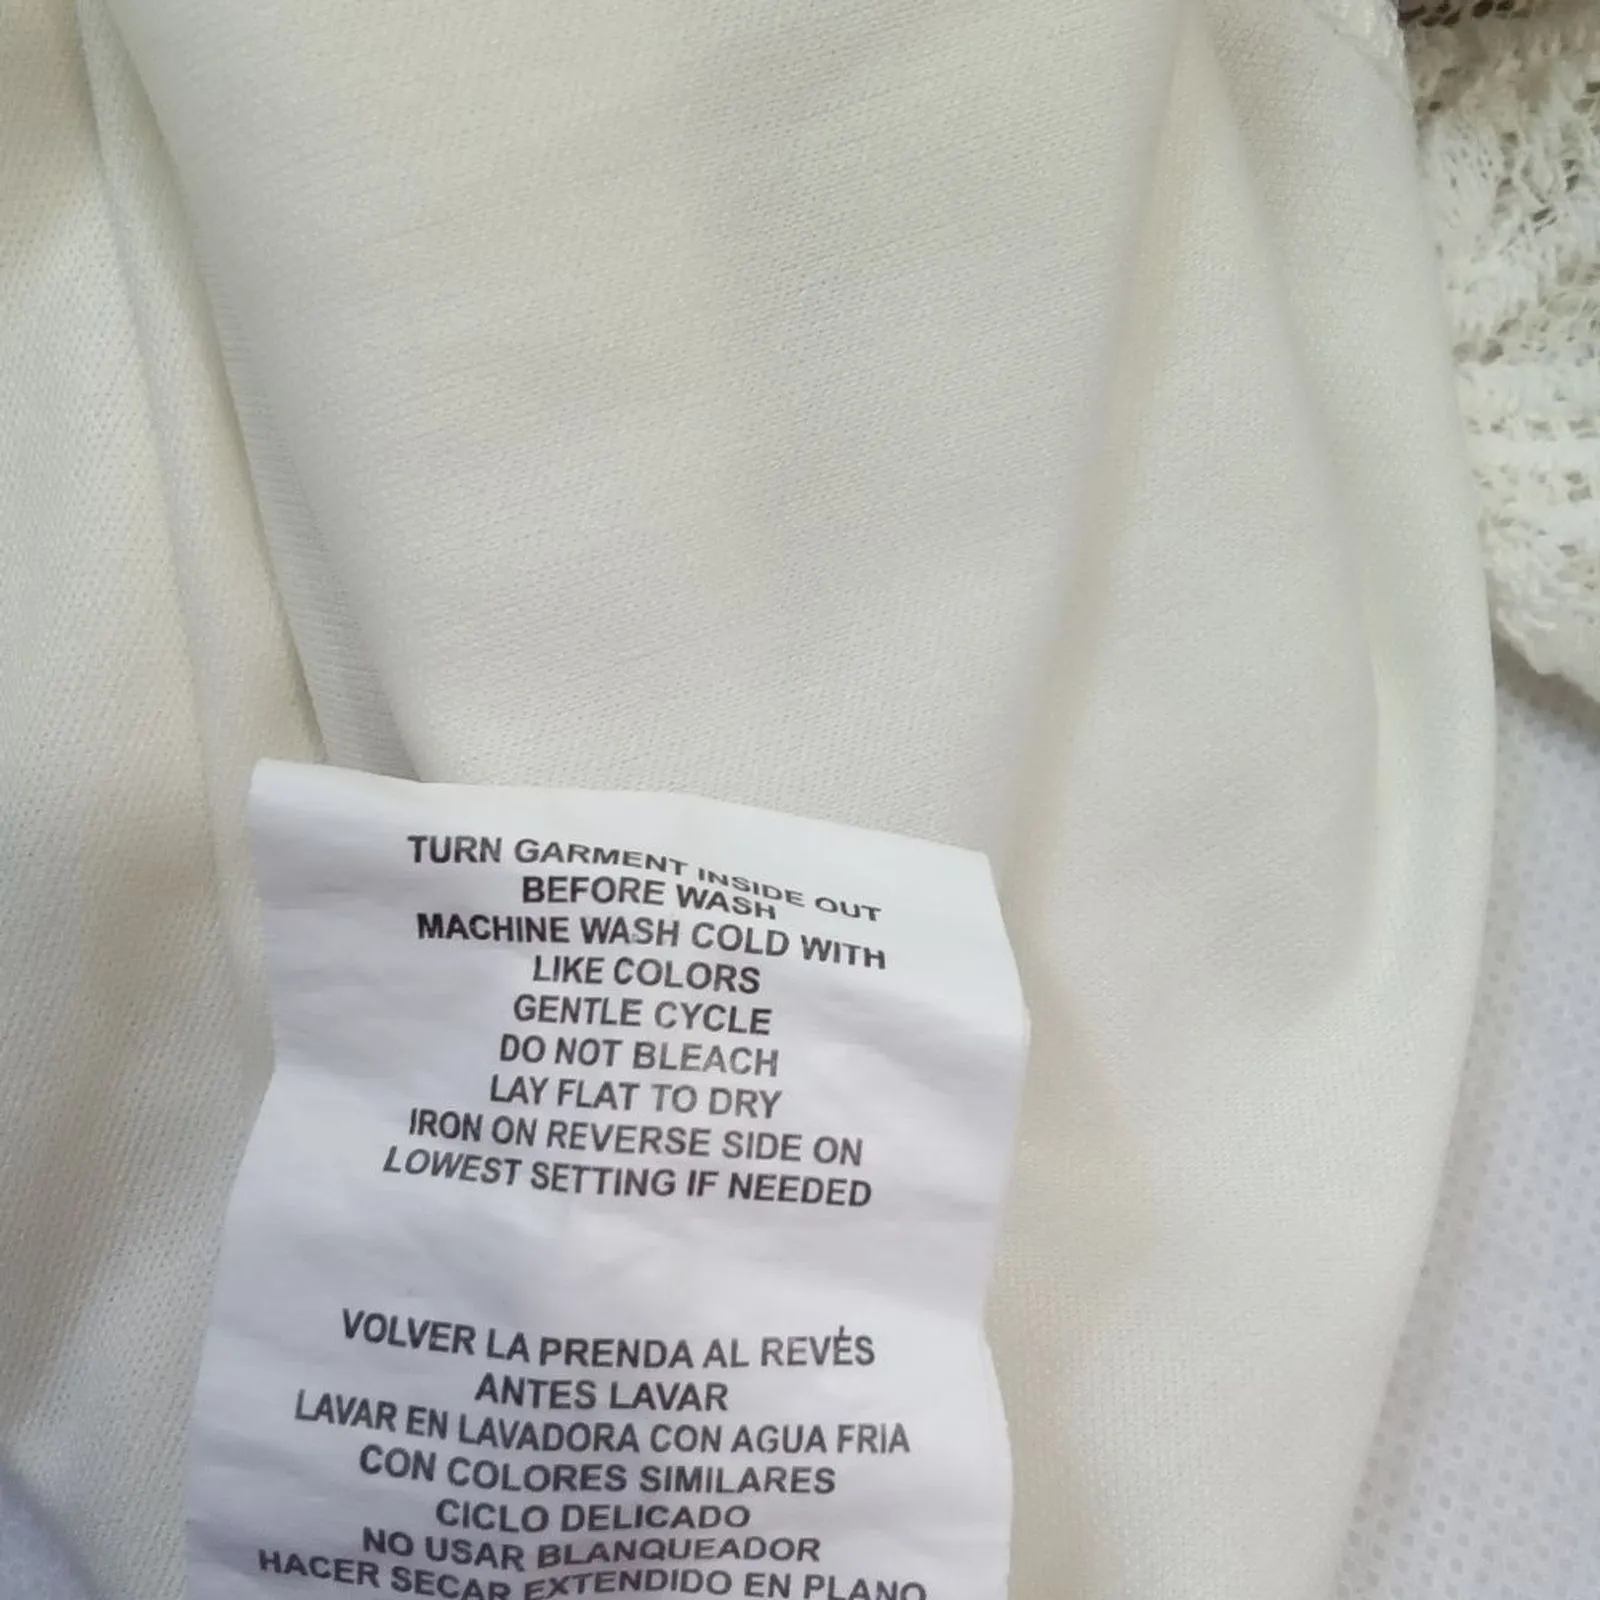 TURN GARMENT INSIDE OUT
BEFORE WASH
MACHINE WASH COLD WITH
LIKE COLORS
GENTLE CYCLE
DO NOT BLEACH
LAY FLAT TO DRY
IRON ON REVERSE SIDE ON
LOWEST SETTING IF NEEDED
VOLVER LA PRENDA AL REVÉS
ANTES LAVAR
LAVAR EN LAVADORA CON AGUA FRIA
CON COLORES SIMILARES
CICLO DELICADO
NO USAR BLANQUEADOR
HACER SECAR EXTENDIDO EN PLANO